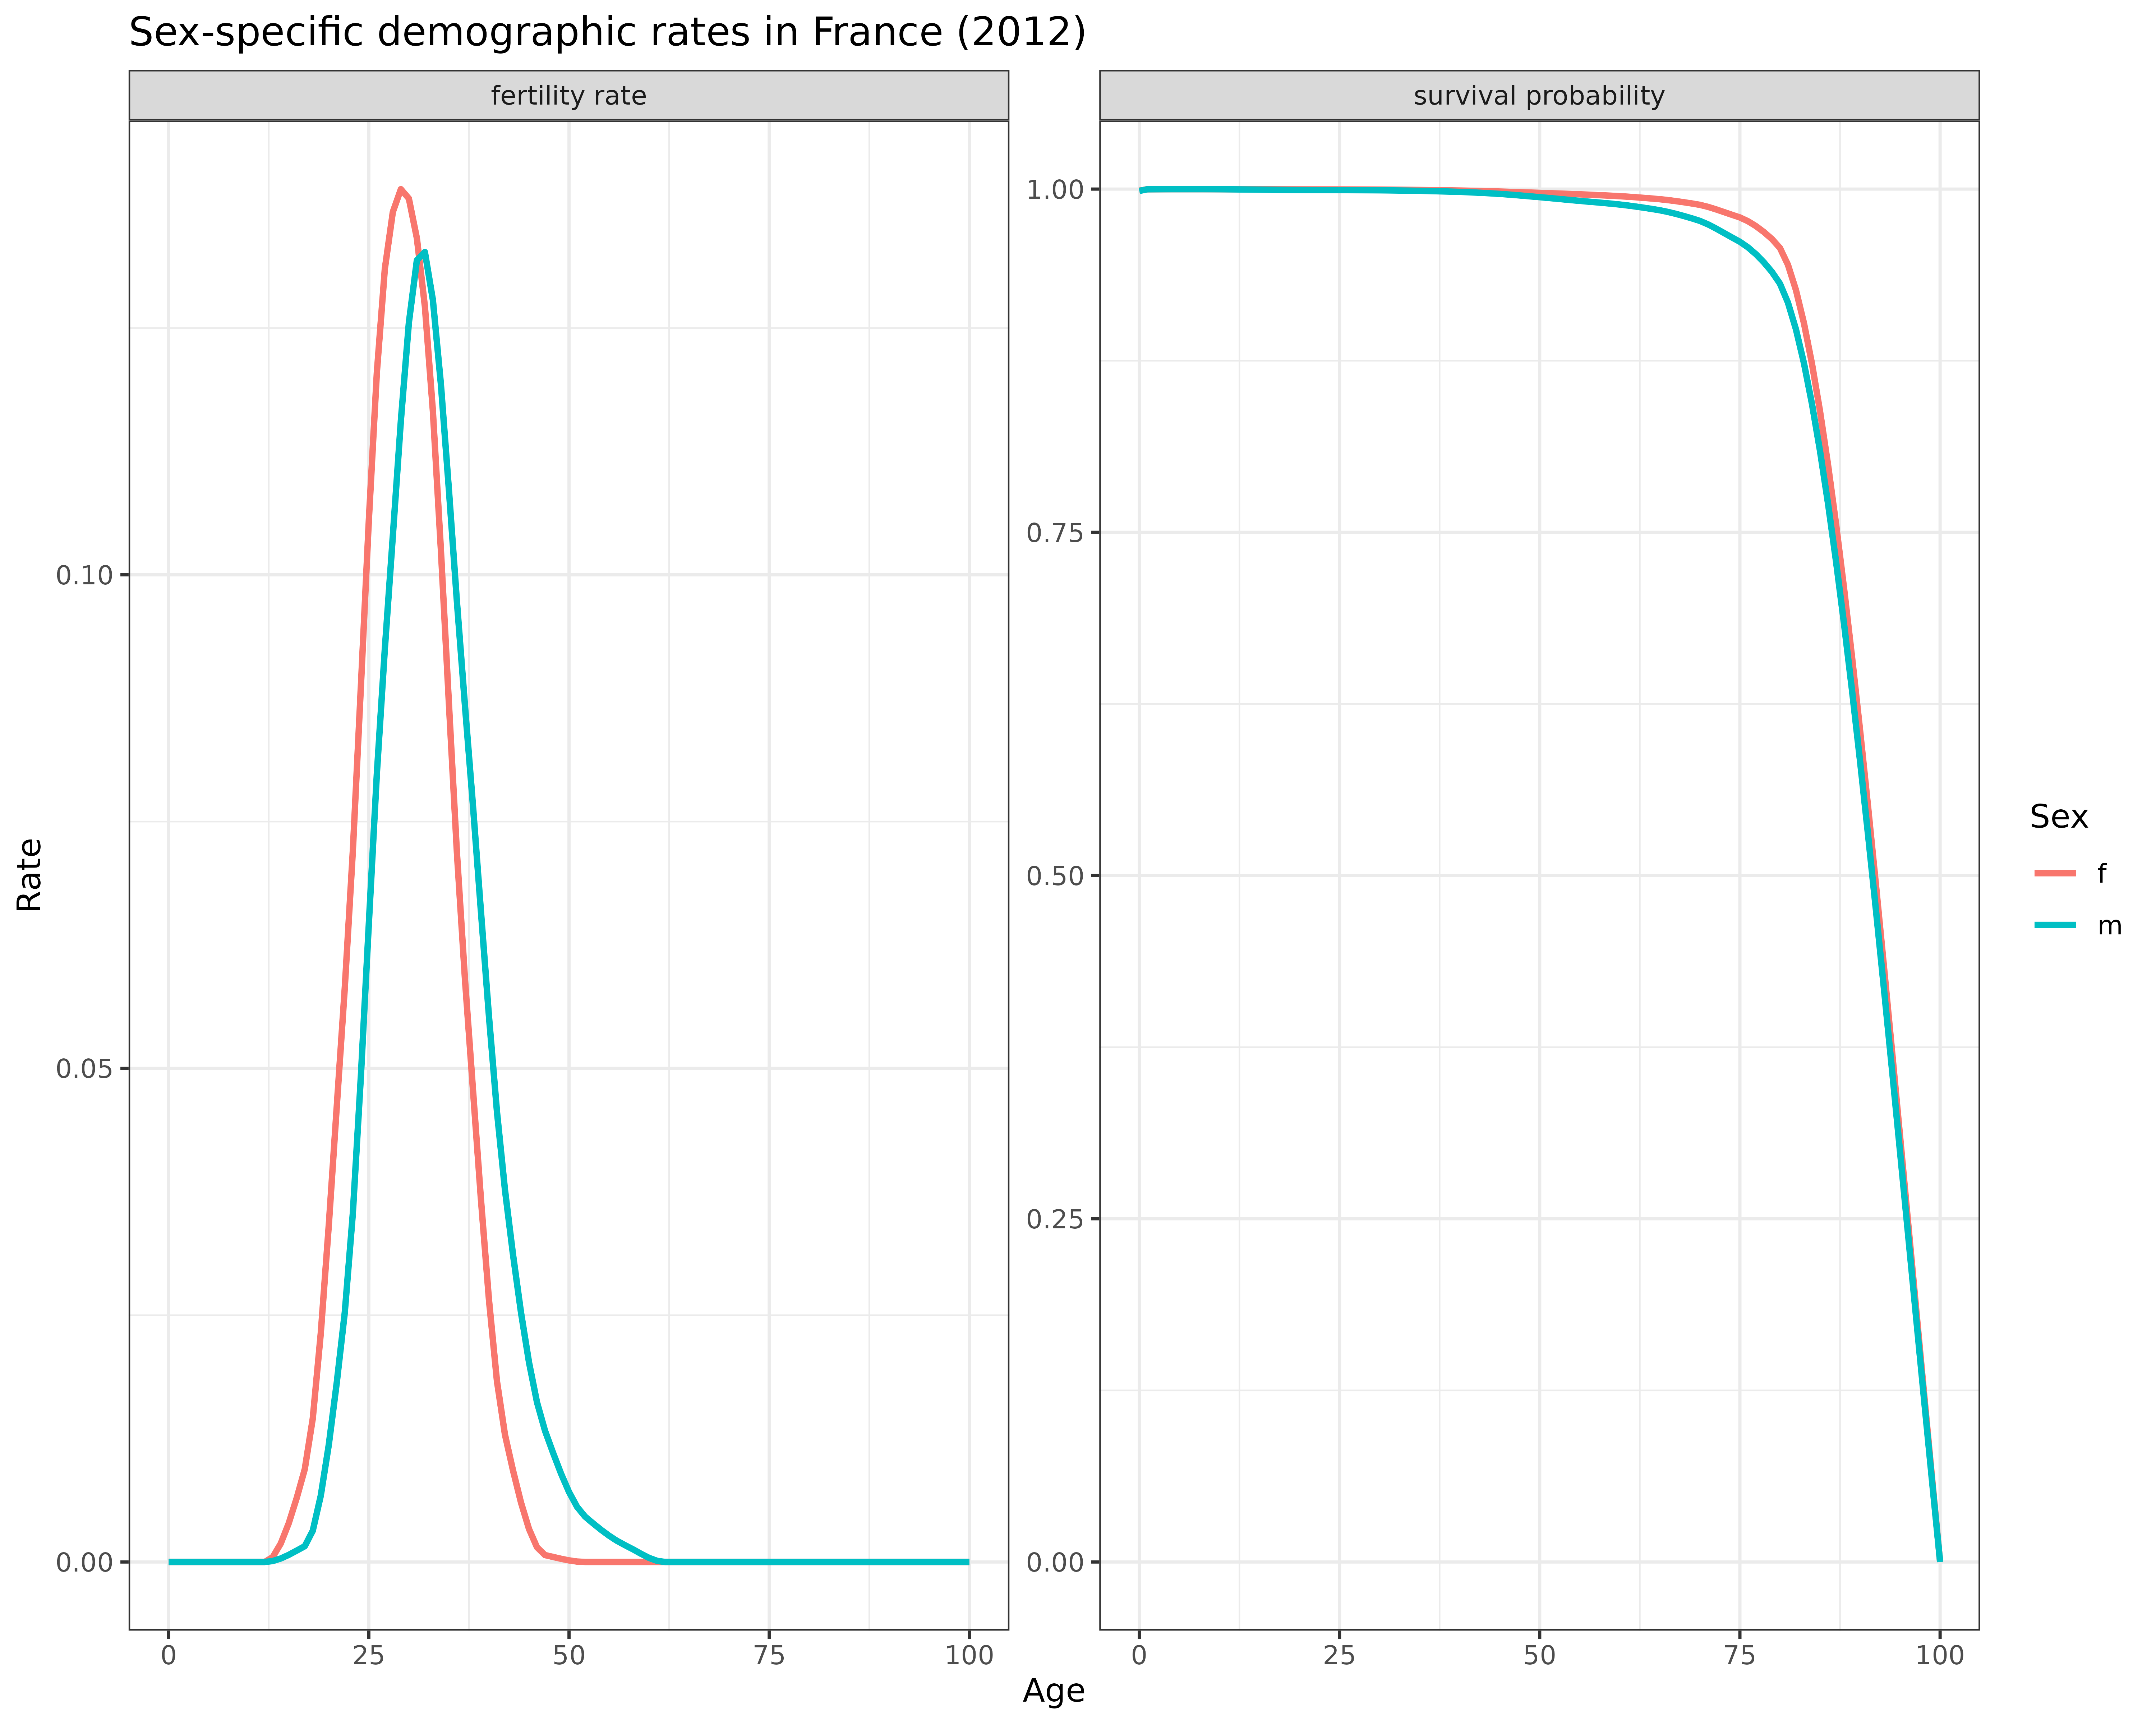 Sex-specific demographic rates in France (2012)
fertility rate
survival probability
Rate
0.10
0.05
0.00
1.00
0.75
0.50
0.25
0.00
0 25 50 75 100
0 25 50 75 100
Age
Sex
f
m